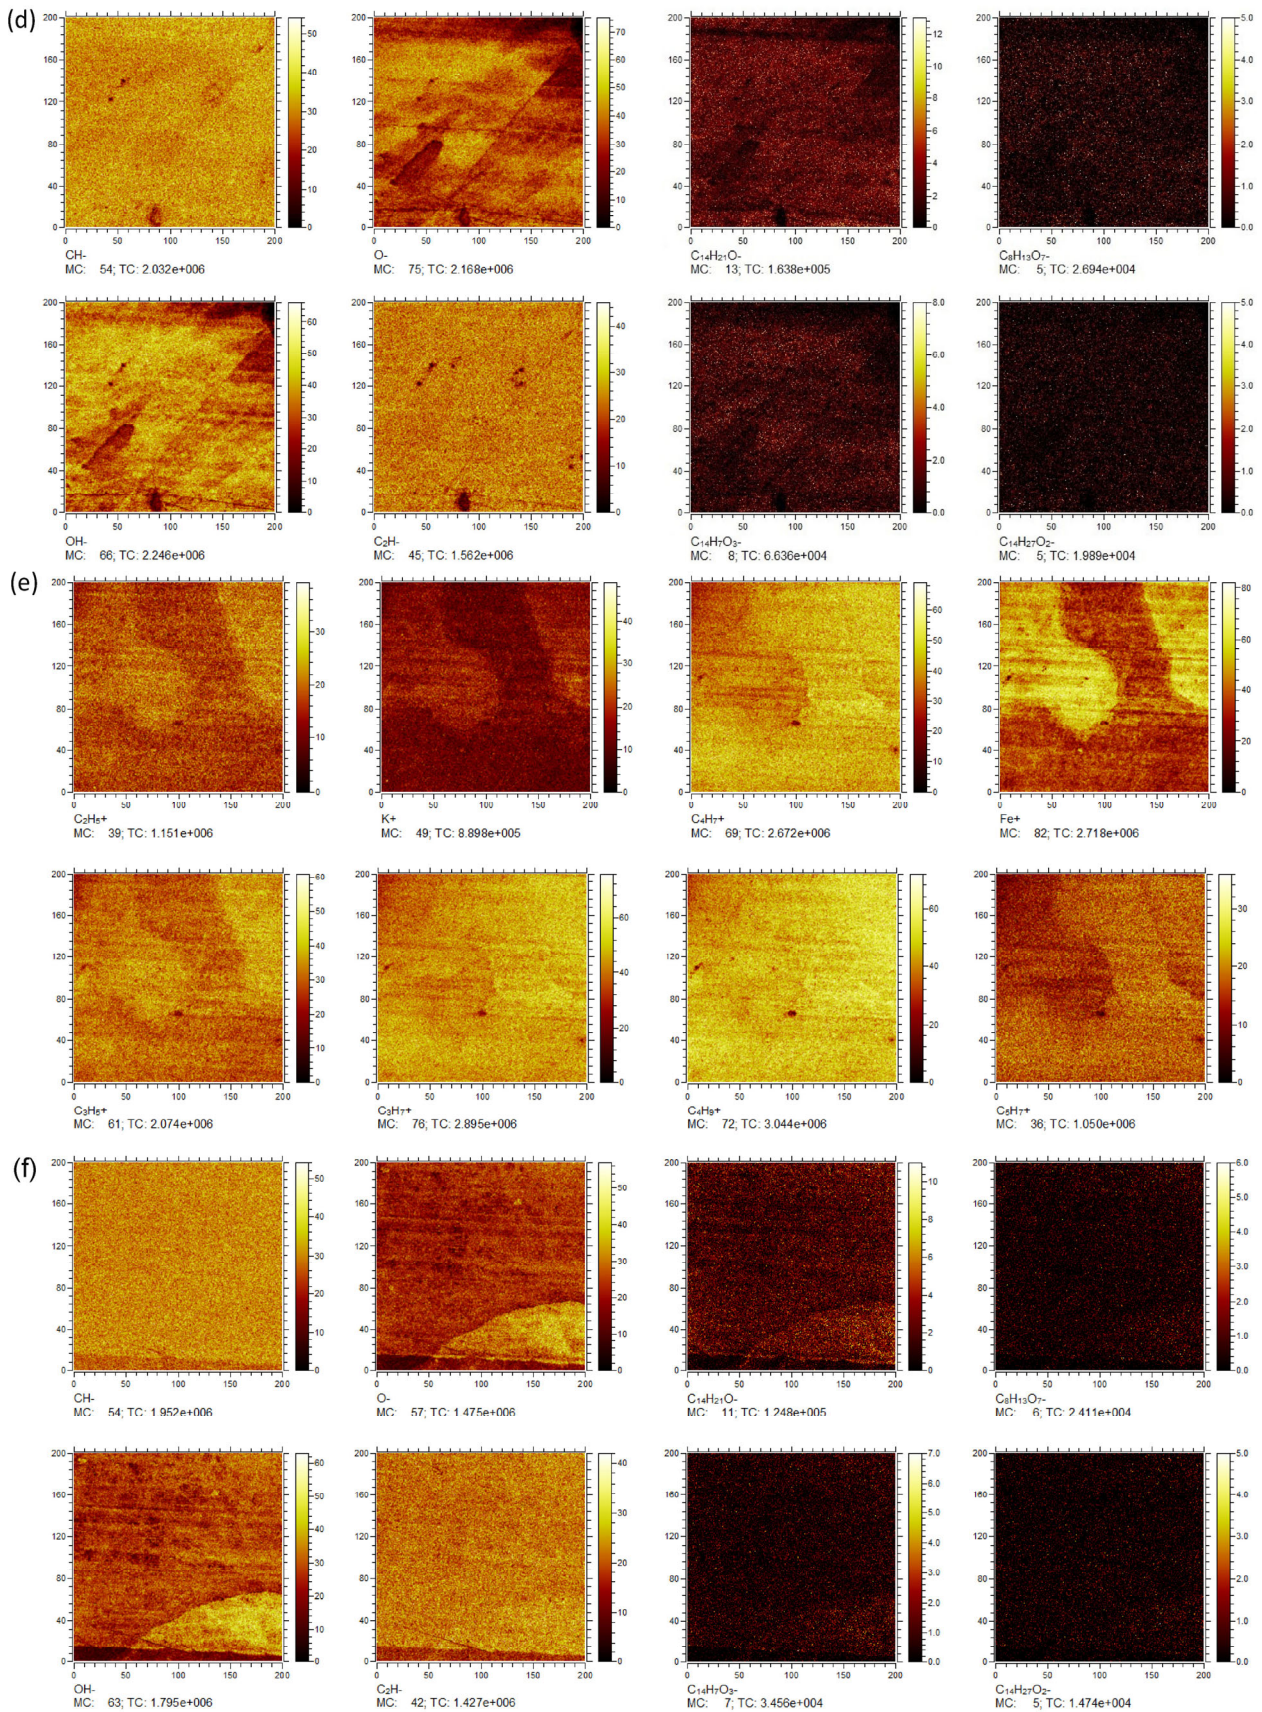 (d)
CH-
MC: 54; TC: 2.032e+006
O-
MC: 75; TC: 2.168e+006
C₁₄H₂₁O-
MC: 13; TC: 1.638e+005
C₈H₁₃O₇-
MC: 5; TC: 2.694e+004
OH-
MC: 66; TC: 2.246e+006
C₂H-
MC: 45; TC: 1.562e+006
C₁₄H₇O₃-
MC: 8; TC: 6.636e+004
C₁₄H₂₇O₂-
MC: 5; TC: 1.989e+004
(e)
C₂H₅+
MC: 39; TC: 1.151e+006
K+
MC: 49; TC: 8.898e+005
C₄H₇+
MC: 69; TC: 2.672e+006
Fe+
MC: 82; TC: 2.718e+006
C₃H₅+
MC: 61; TC: 2.074e+006
C₃H₇+
MC: 76; TC: 2.895e+006
C₄H₉+
MC: 72; TC: 3.044e+006
C₅H₇+
MC: 36; TC: 1.050e+006
(f)
CH-
MC: 54; TC: 1.952e+006
O-
MC: 57; TC: 1.475e+006
C₁₄H₂₁O-
MC: 11; TC: 1.248e+005
C₈H₁₃O₇-
MC: 6; TC: 2.411e+004
OH-
MC: 63; TC: 1.795e+006
C₂H-
MC: 42; TC: 1.427e+006
C₁₄H₇O₃-
MC: 7; TC: 3.456e+004
C₁₄H₂₇O₂-
MC: 5; TC: 1.474e+004